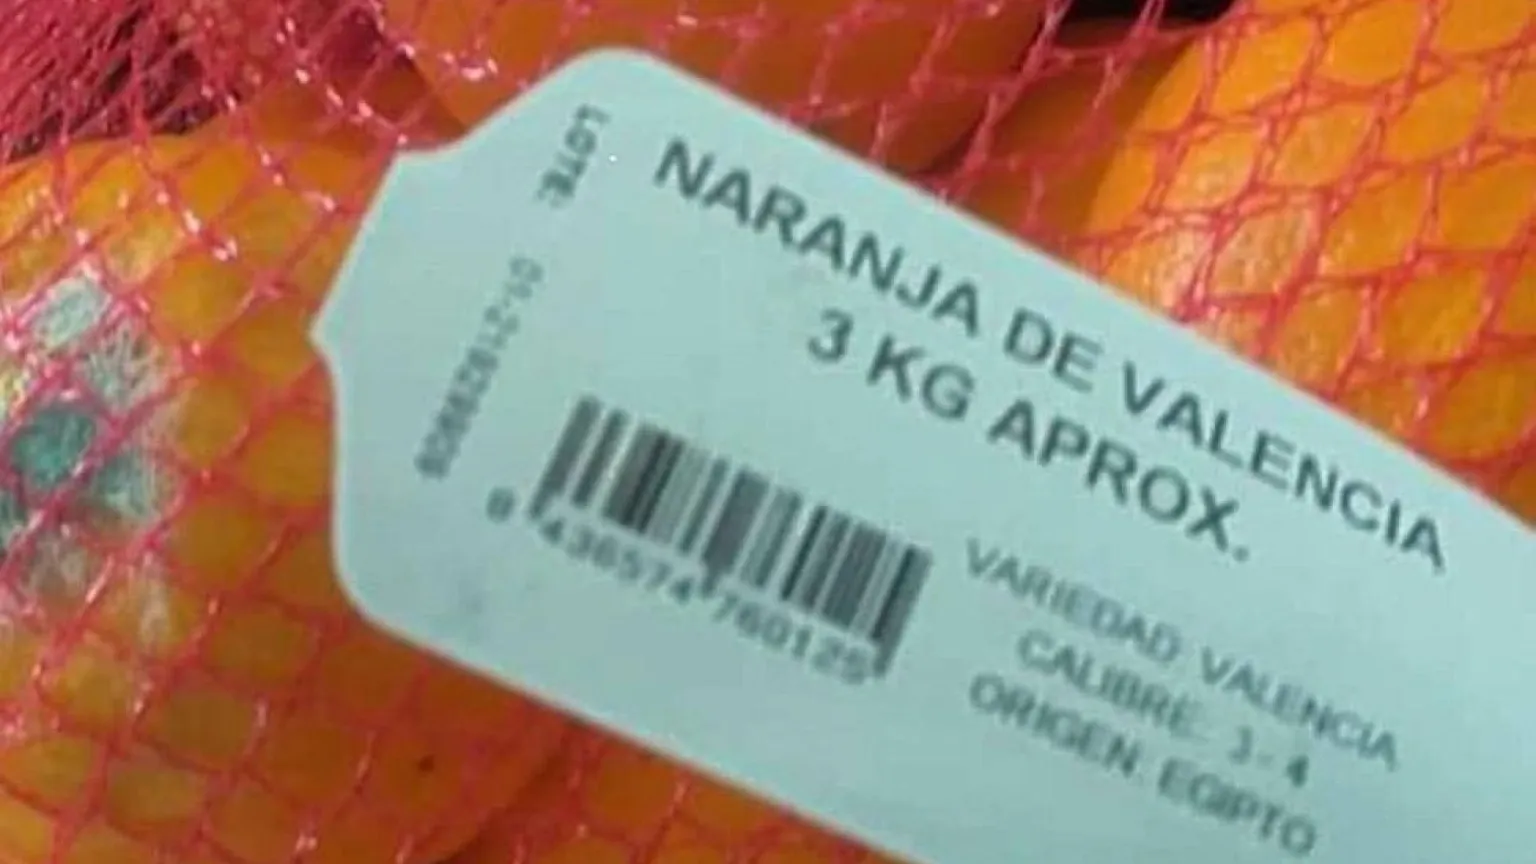 NARANJA DE VALENCIA
3 KG APROX.
VARIEDAD: VALENCIA
CALIBRE: 3 - 4
ORIGEN: EGIPTO
LOTE:
8 436574 760125